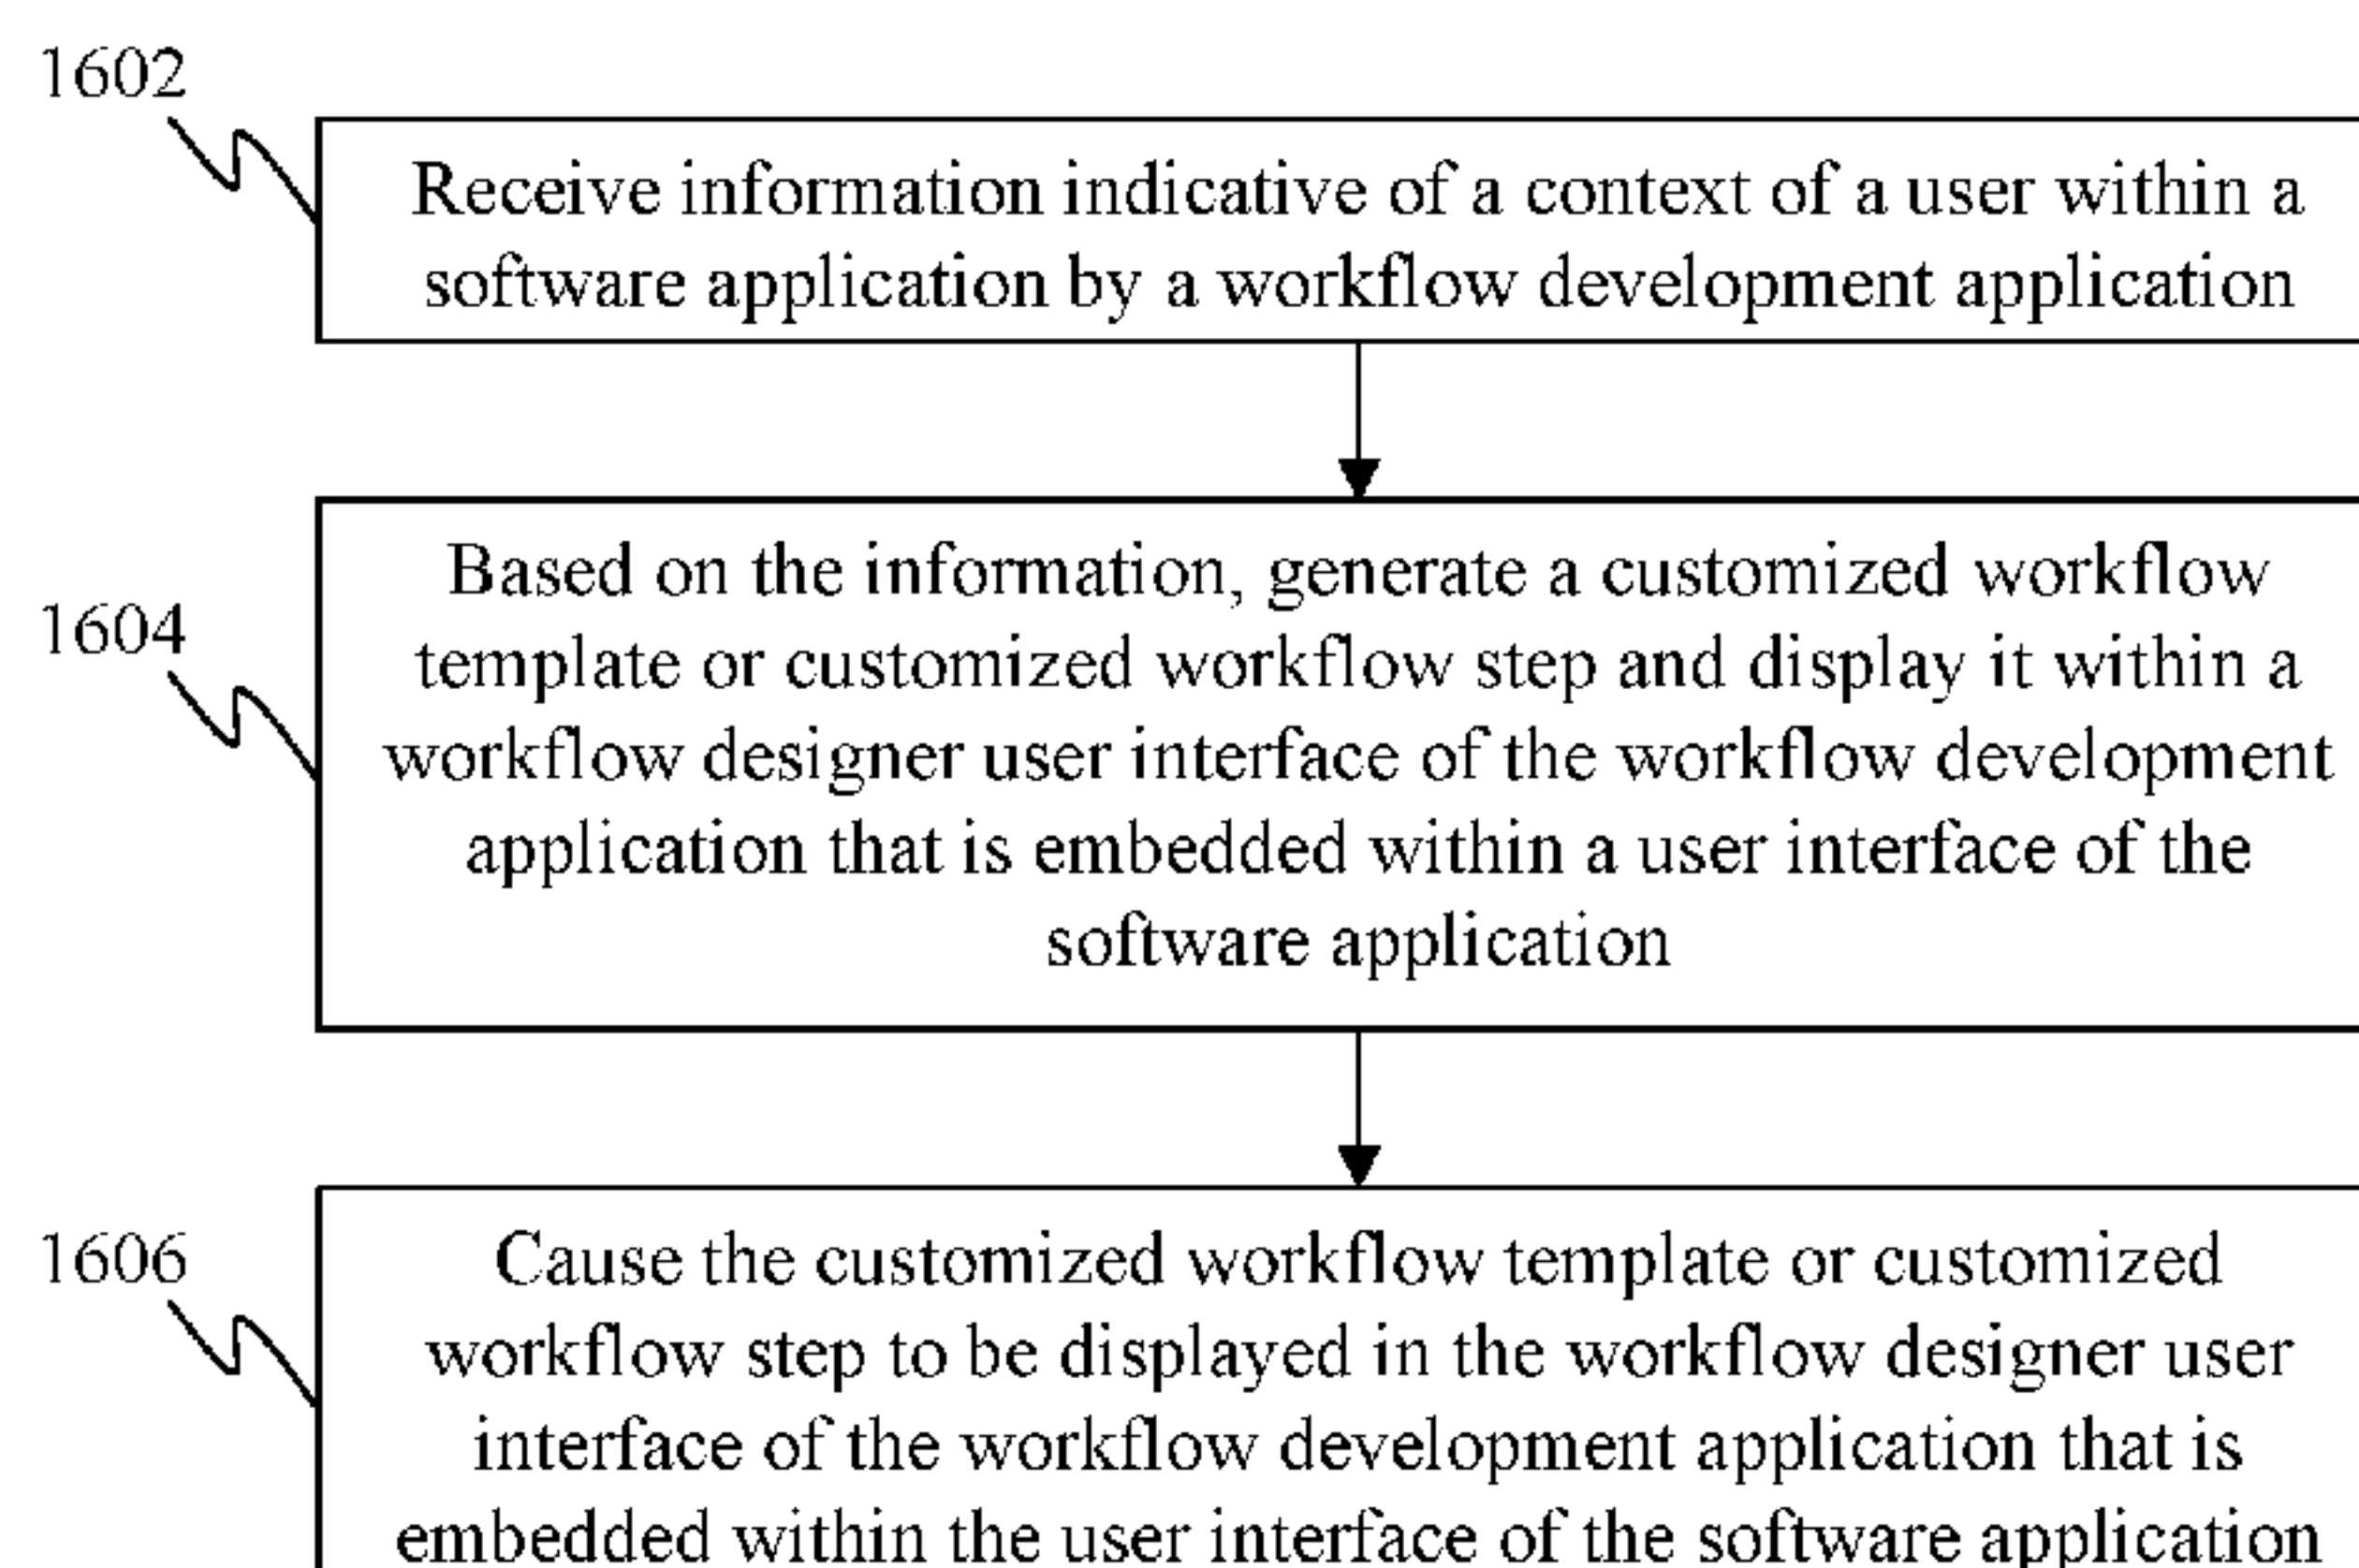 1602
Receive information indicative of a context of a user within a
software application by a workflow development application
1604
Based on the information, generate a customized workflow
template or customized workflow step and display it within a
workflow designer user interface of the workflow development
application that is embedded within a user interface of the
software application
1606
Cause the customized workflow template or customized
workflow step to be displayed in the workflow designer user
interface of the workflow development application that is
embedded within the user interface of the software application